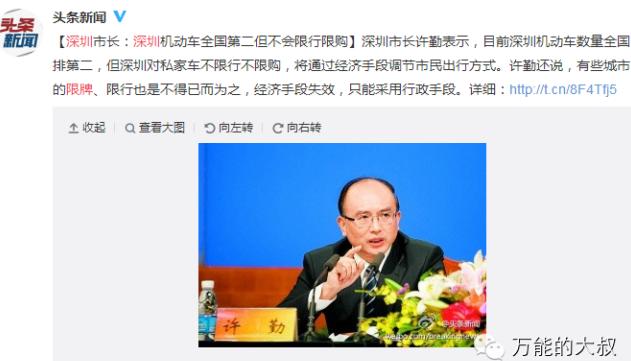 头条新闻
头条
新闻
【深圳市长：深圳机动车全国第二但不会限行限购】深圳市长许勤表示，目前深圳机动车数量全国
排第二，但深圳对私家车不限行不限购，将通过经济手段调节市民出行方式。许勤还说，有些城市
的限牌、限行也是不得已而为之，经济手段失效，只能采用行政手段。详细：http://t.cn/8F4Tfj5
收起 查看大图 向左转 向右转
许 勤
@头条新闻
weibo.com/breakingnews
万能的大叔